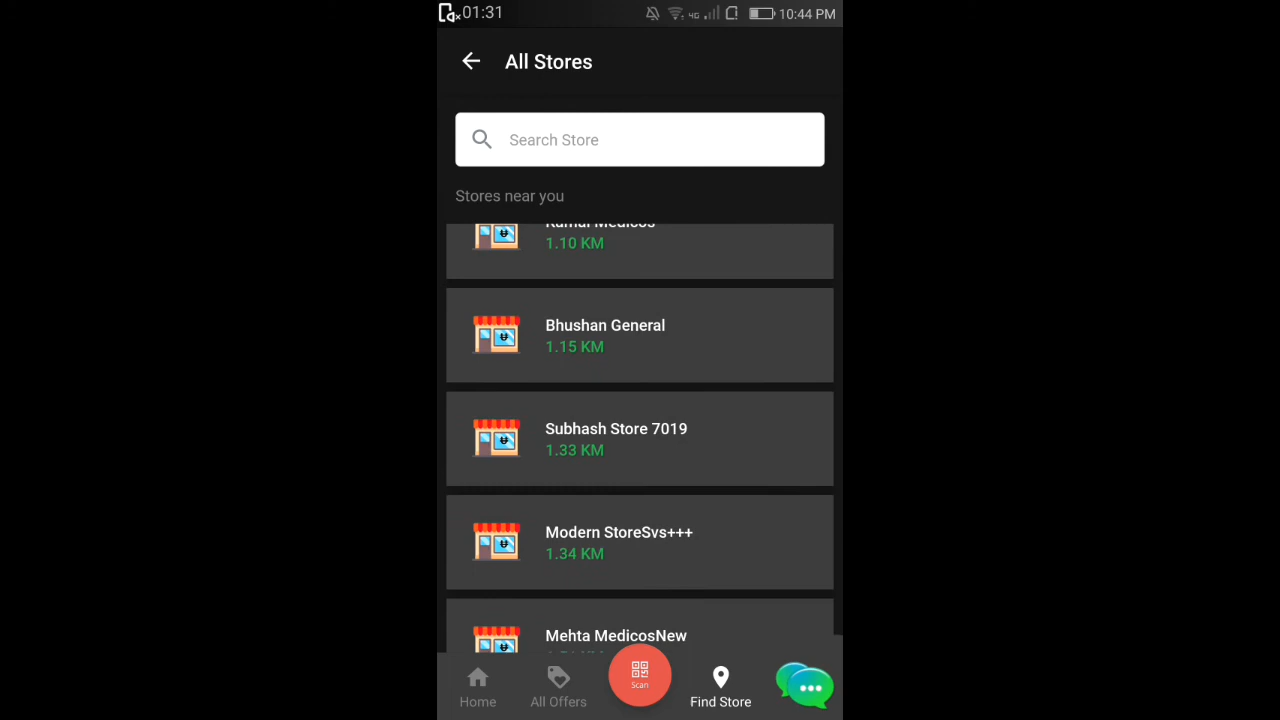 01:31
4G
10:44 PM
All Stores
Search Store
Stores near you
Kamal Medicos
1.10 KM
Bhushan General
1.15 KM
Subhash Store 7019
1.33 KM
Modern StoreSvs+++
1.34 KM
Mehta MedicosNew
Scan
Home
All Offers
Find Store